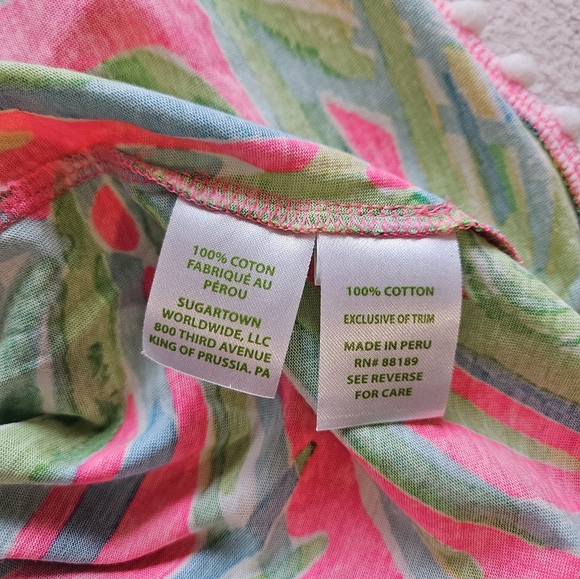 100% COTON
FABRIQUÉ AU
PÉROU
SUGARTOWN
WORLDWIDE, LLC
800 THIRD AVENUE
KING OF PRUSSIA. PA
100% COTTON
EXCLUSIVE OF TRIM
MADE IN PERU
RN# 88189
SEE REVERSE
FOR CARE